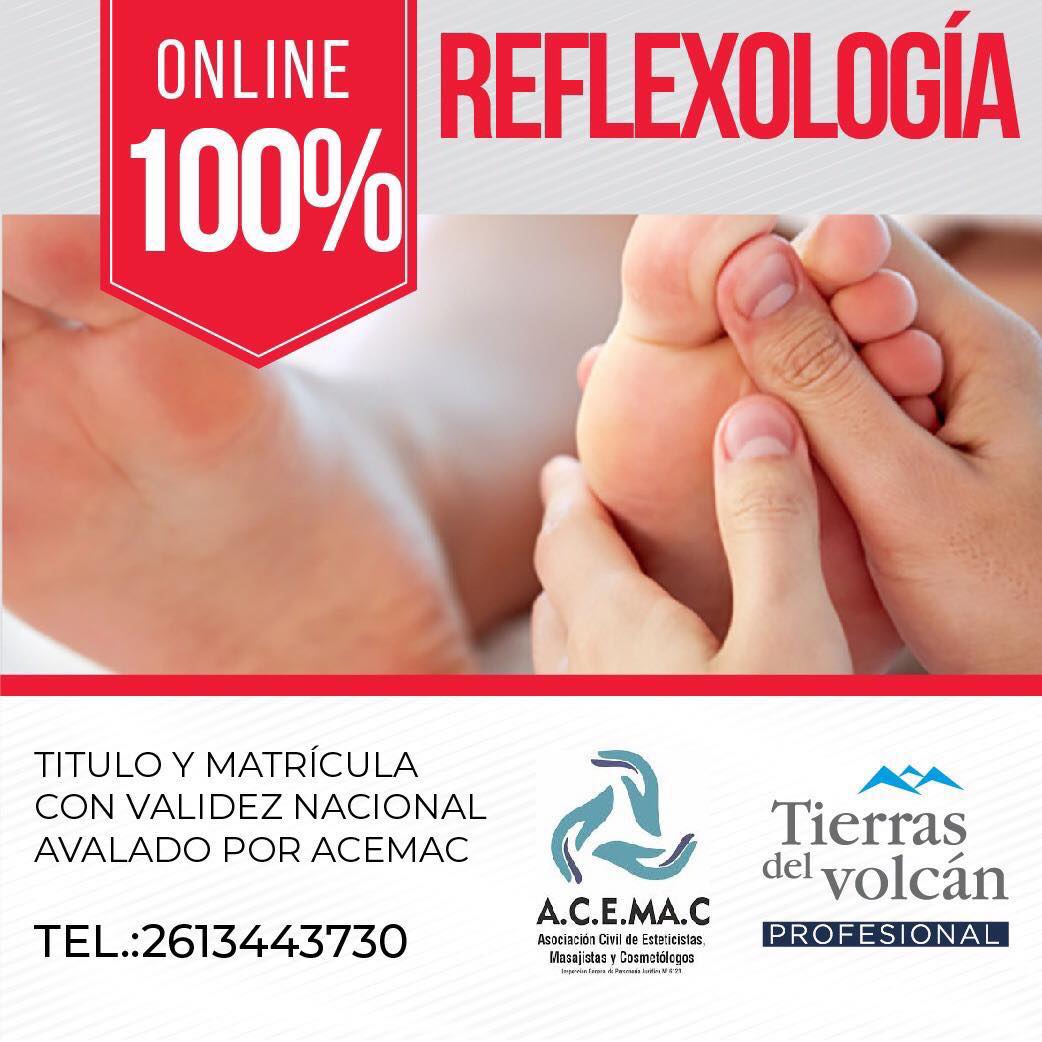 ONLINE
100%
REFLEXOLOGÍA
TITULO Y MATRÍCULA
CON VALIDEZ NACIONAL
AVALADO POR ACEMAC
TEL.:2613443730
A.C.E.MA.C
Asociación Civil de Esteticistas,
Masajistas y Cosmetólogos
Tierras
del volcán
PROFESIONAL